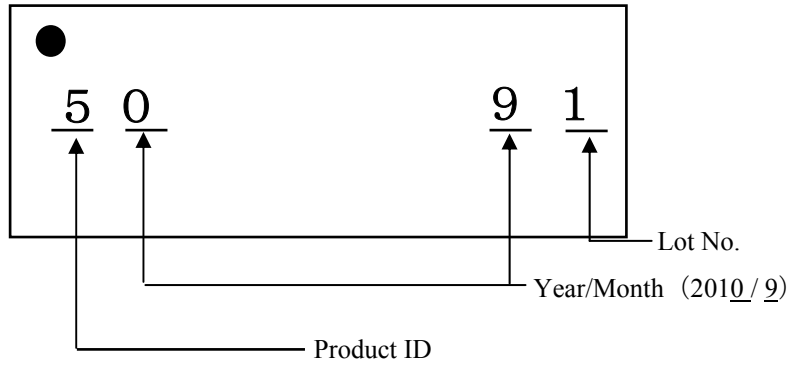 5 0 9 1
Lot No.
Year/Month（2010 / 9）
Product ID